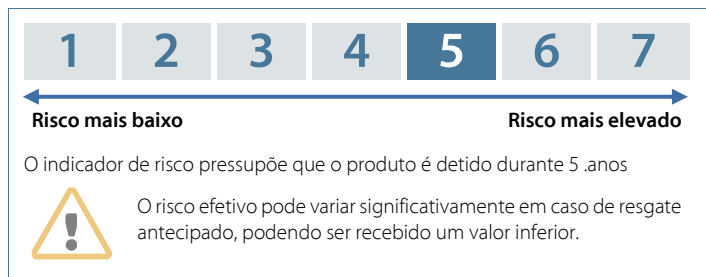 1 2 3 4 5 6 7
Risco mais baixo Risco mais elevado
O indicador de risco pressupõe que o produto é detido durante 5 .anos
O risco efetivo pode variar significativamente em caso de resgate
antecipado, podendo ser recebido um valor inferior.